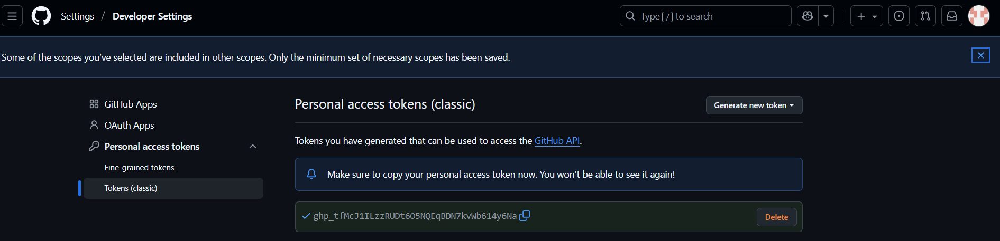 Settings / Developer Settings
Type / to search
Some of the scopes you’ve selected are included in other scopes. Only the minimum set of necessary scopes has been saved.
GitHub Apps
OAuth Apps
Personal access tokens
Fine-grained tokens
Tokens (classic)
Personal access tokens (classic)
Generate new token
Tokens you have generated that can be used to access the GitHub API.
Make sure to copy your personal access token now. You won’t be able to see it again!
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
Delete